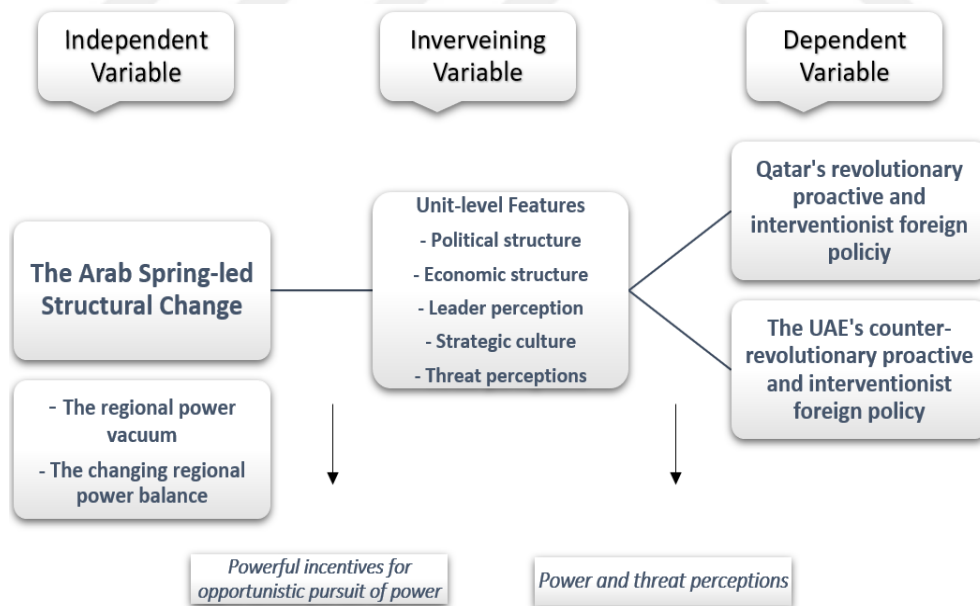 Independent
Variable
Inverveining
Variable
Dependent
Variable
The Arab Spring-led
Structural Change
- The regional power
vacuum
- The changing regional
power balance
Unit-level Features
- Political structure
- Economic structure
- Leader perception
- Strategic culture
- Threat perceptions
Qatar's revolutionary
proactive and
interventionist foreign
policiy
The UAE's counter-
revolutionary proactive
and interventionist
foreign policy
Powerful incentives for
opportunistic pursuit of power
Power and threat perceptions